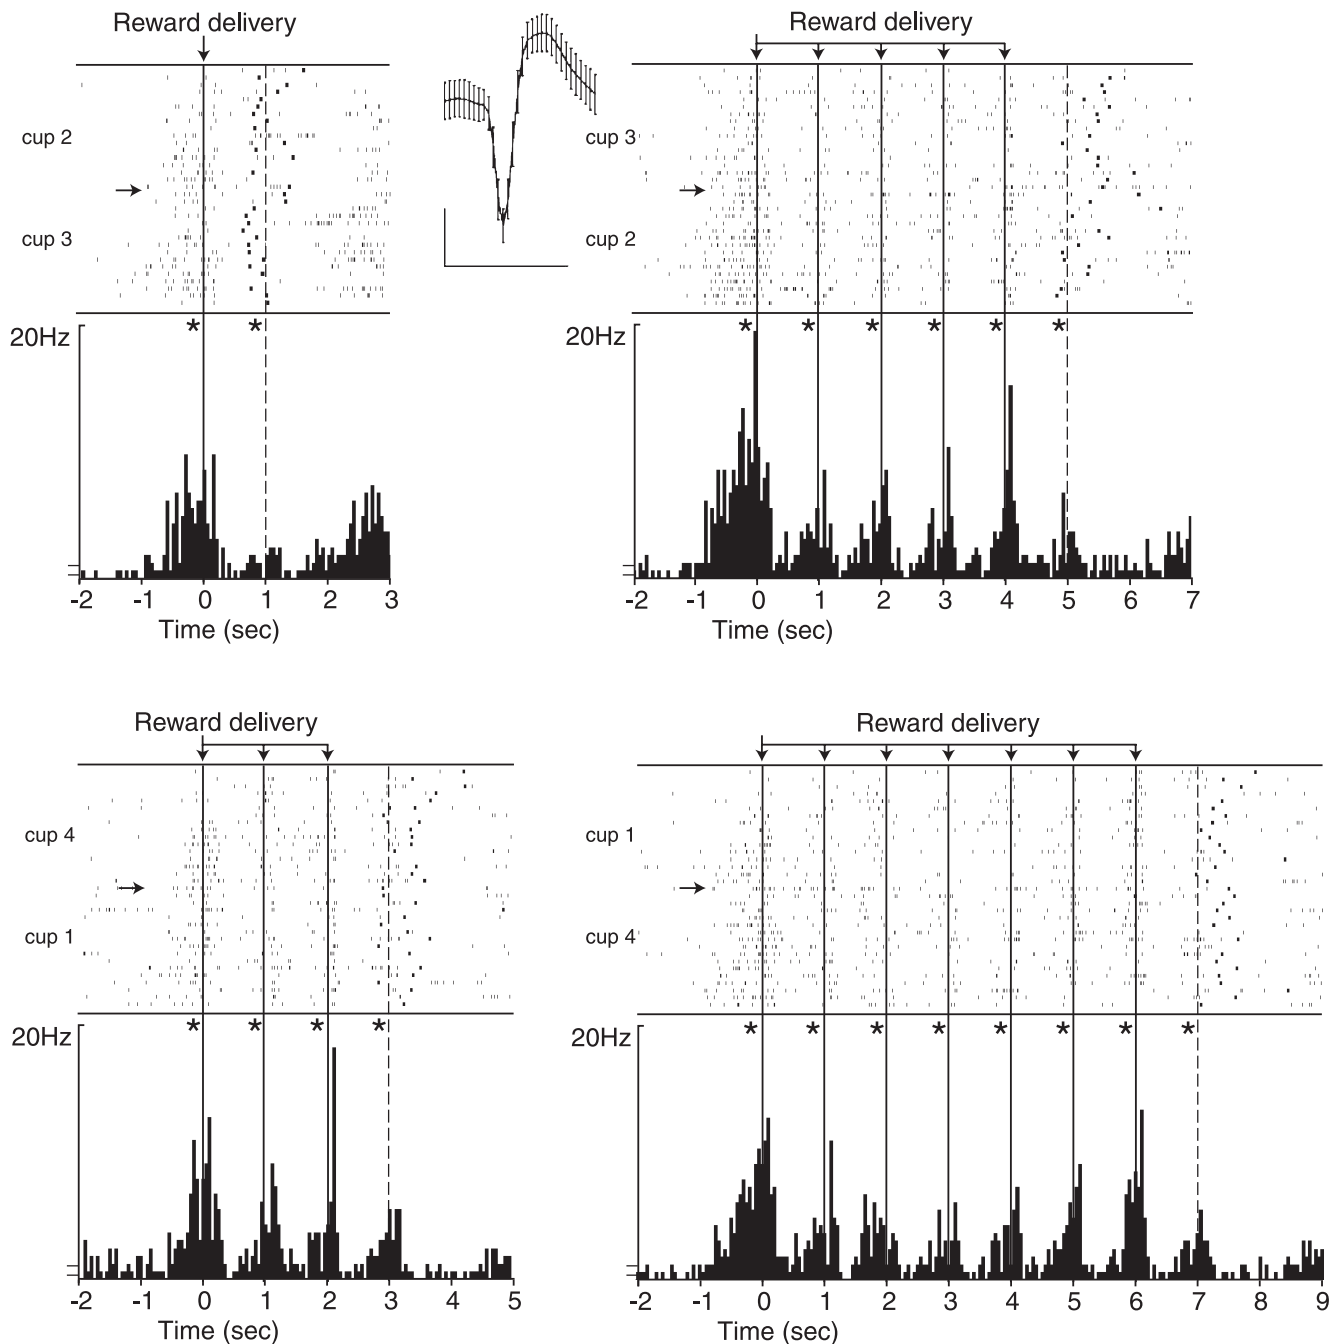 Reward delivery
cup 2
cup 3
* *
20Hz
-2 -1 0 1 2 3
Time (sec)
Reward delivery
cup 3
cup 2
* * * * * *
20Hz
-2 -1 0 1 2 3 4 5 6 7
Time (sec)
Reward delivery
cup 4
cup 1
* * * *
20Hz
-2 -1 0 1 2 3 4 5
Time (sec)
Reward delivery
cup 1
cup 4
* * * * * * * *
20Hz
-2 -1 0 1 2 3 4 5 6 7 8 9
Time (sec)